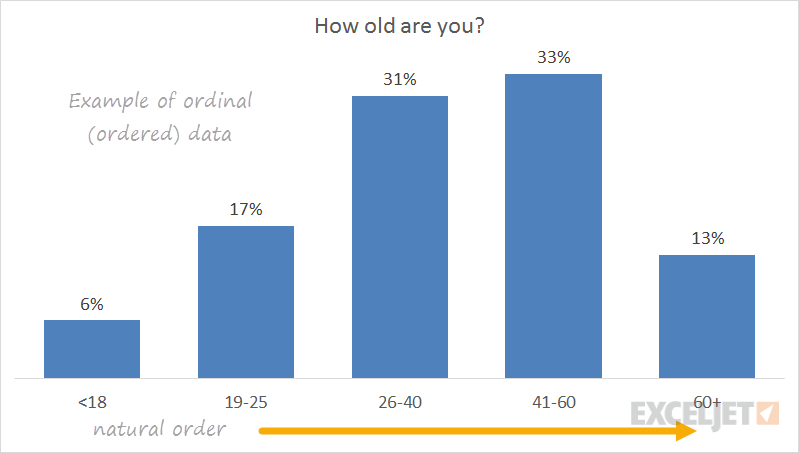 How old are you?
Example of ordinal
(ordered) data
6%
17%
31%
33%
13%
<18
19-25
26-40
41-60
60+
EXCELJET
natural order